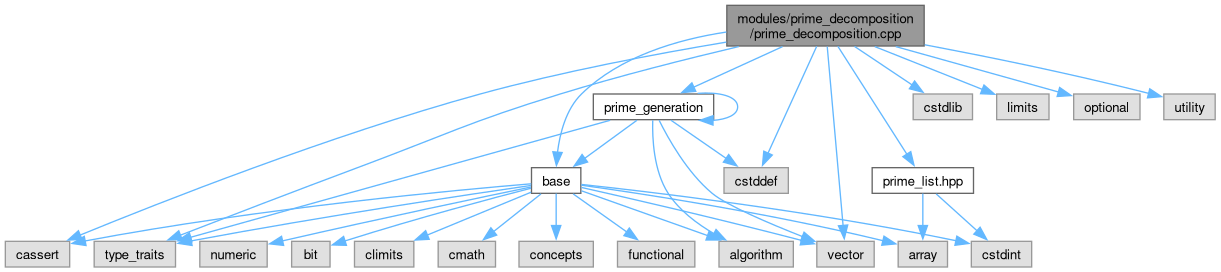 modules/prime_decomposition
/prime_decomposition.cpp
prime_generation
cstdlib
limits
optional
utility
base
cstddef
prime_list.hpp
cassert
type_traits
numeric
bit
climits
cmath
concepts
functional
algorithm
vector
array
cstdint